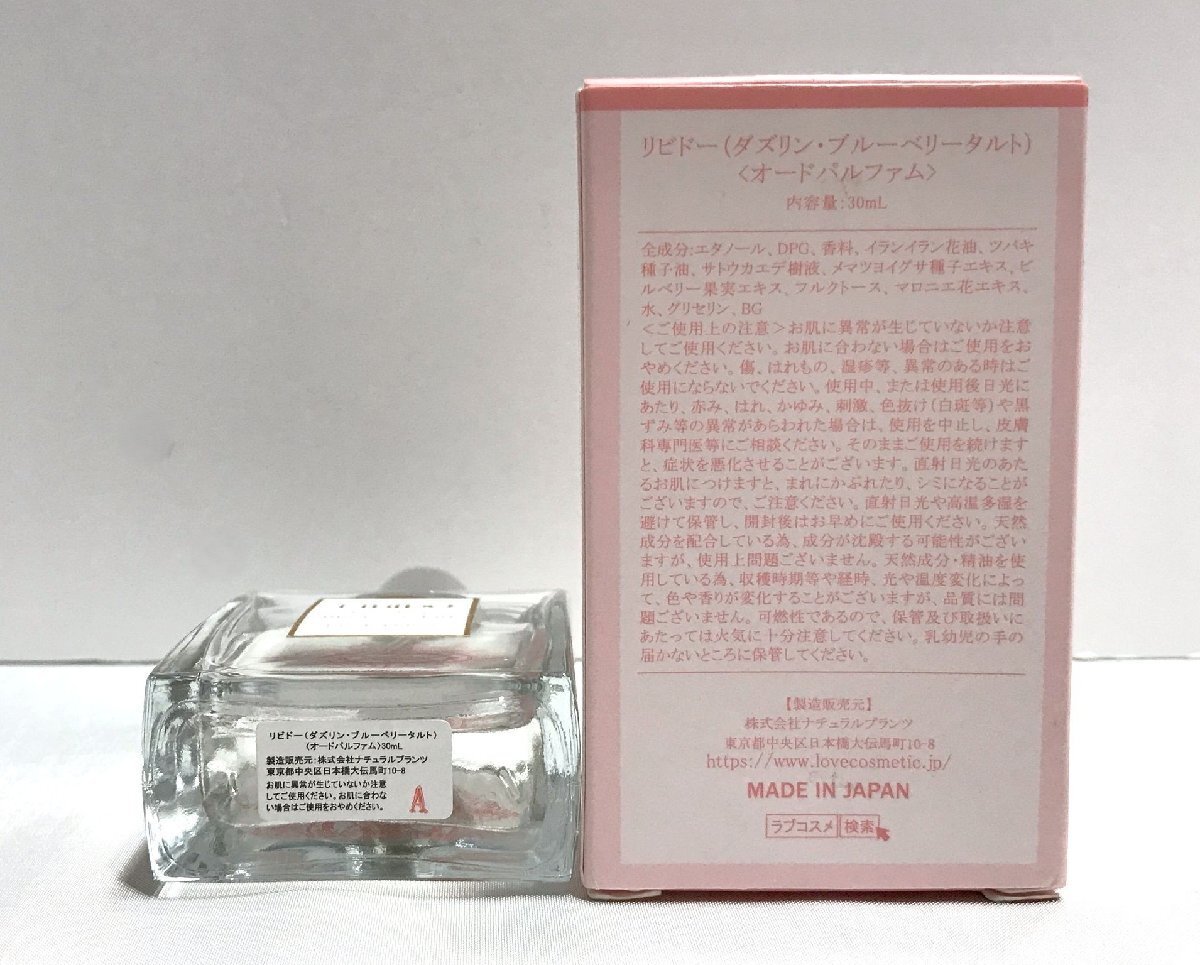 リビドー(ダズリン・ブルーベリータルト)
〈オードパルファム〉
内容量:30mL
全成分:エタノール、DPG、香料、イランイラン花油、ツバキ
種子油、サトウカエデ樹液、メマツヨイグサ種子エキス、ビ
ルベリー果実エキス、フルクトース、マロニエ花エキス、
水、グリセリン、BG
<ご使用上の注意>お肌に異常が生じていないか注意
してご使用ください。お肌に合わない場合はご使用をお
やめください。傷、はれもの、湿疹等、異常のある時はご
使用にならないでください。使用中、または使用後日光に
あたり、赤み、はれ、かゆみ、刺激、色抜け(白斑等)や黒
ずみ等の異常があらわれた場合は、使用を中止し、皮膚
科専門医等にご相談ください。そのままご使用を続けます
と、症状を悪化させることがございます。直射日光のあた
るお肌につけますと、まれにかぶれたり、シミになることが
ございますので、ご注意ください。直射日光や高温多湿を
避けて保管し、開封後はお早めにご使用ください。天然
成分を配合している為、成分が沈殿する可能性がござい
ますが、使用上問題ございません。天然成分・精油を使
用している為、収穫時期等や経時、光や温度変化によっ
て、色や香りが変化することがございますが、品質には問
題ございません。可燃性であるので、保管及び取扱いに
あたっては火気に十分注意してください。乳幼児の手の
届かないところに保管してください。
【製造販売元】
株式会社ナチュラルプランツ
東京都中央区日本橋大伝馬町10-8
https://www.lovecosmetic.jp/
MADE IN JAPAN
ラブコスメ 検索
リビドー(ダズリン・ブルーベリータルト)
(オードパルファム)30mL
製造販売元:株式会社ナチュラルプランツ
東京都中央区日本橋大伝馬町10-8
お肌に異常が生じていないか注意
してご使用ください。お肌に合わな
い場合はご使用をおやめください。
A